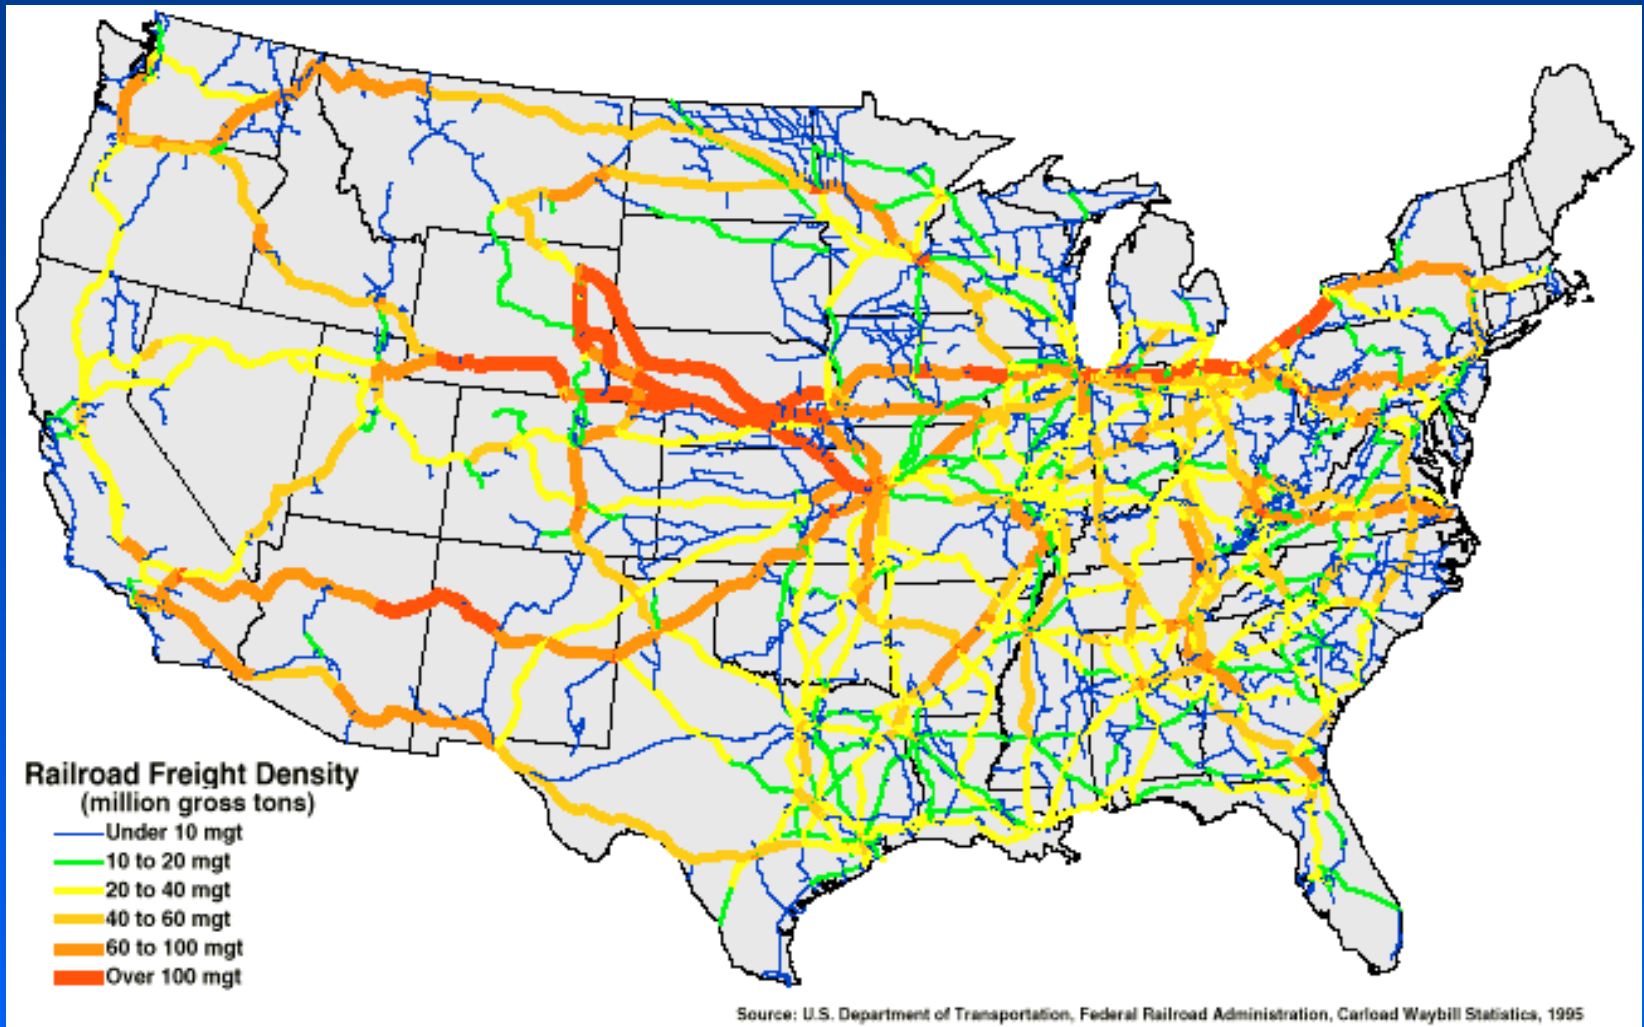 Railroad Freight Density
(million gross tons)
Under 10 mgt
10 to 20 mgt
20 to 40 mgt
40 to 60 mgt
60 to 100 mgt
Over 100 mgt
Source: U.S. Department of Transportation, Federal Railroad Administration, Carload Waybill Statistics, 1995